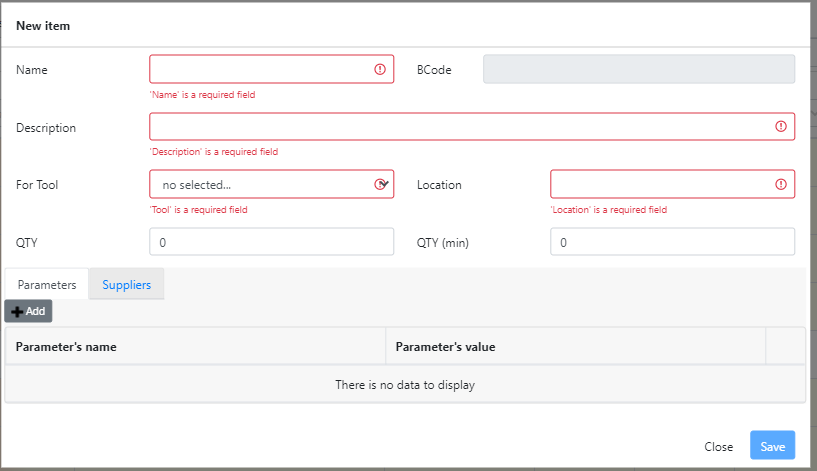 New item
Name
BCode
'Name' is a required field
Description
'Description' is a required field
For Tool
no selected...
Location
'Tool' is a required field
'Location' is a required field
QTY
0
QTY (min)
0
Parameters
Suppliers
Add
Parameter's name
Parameter's value
There is no data to display
Close
Save